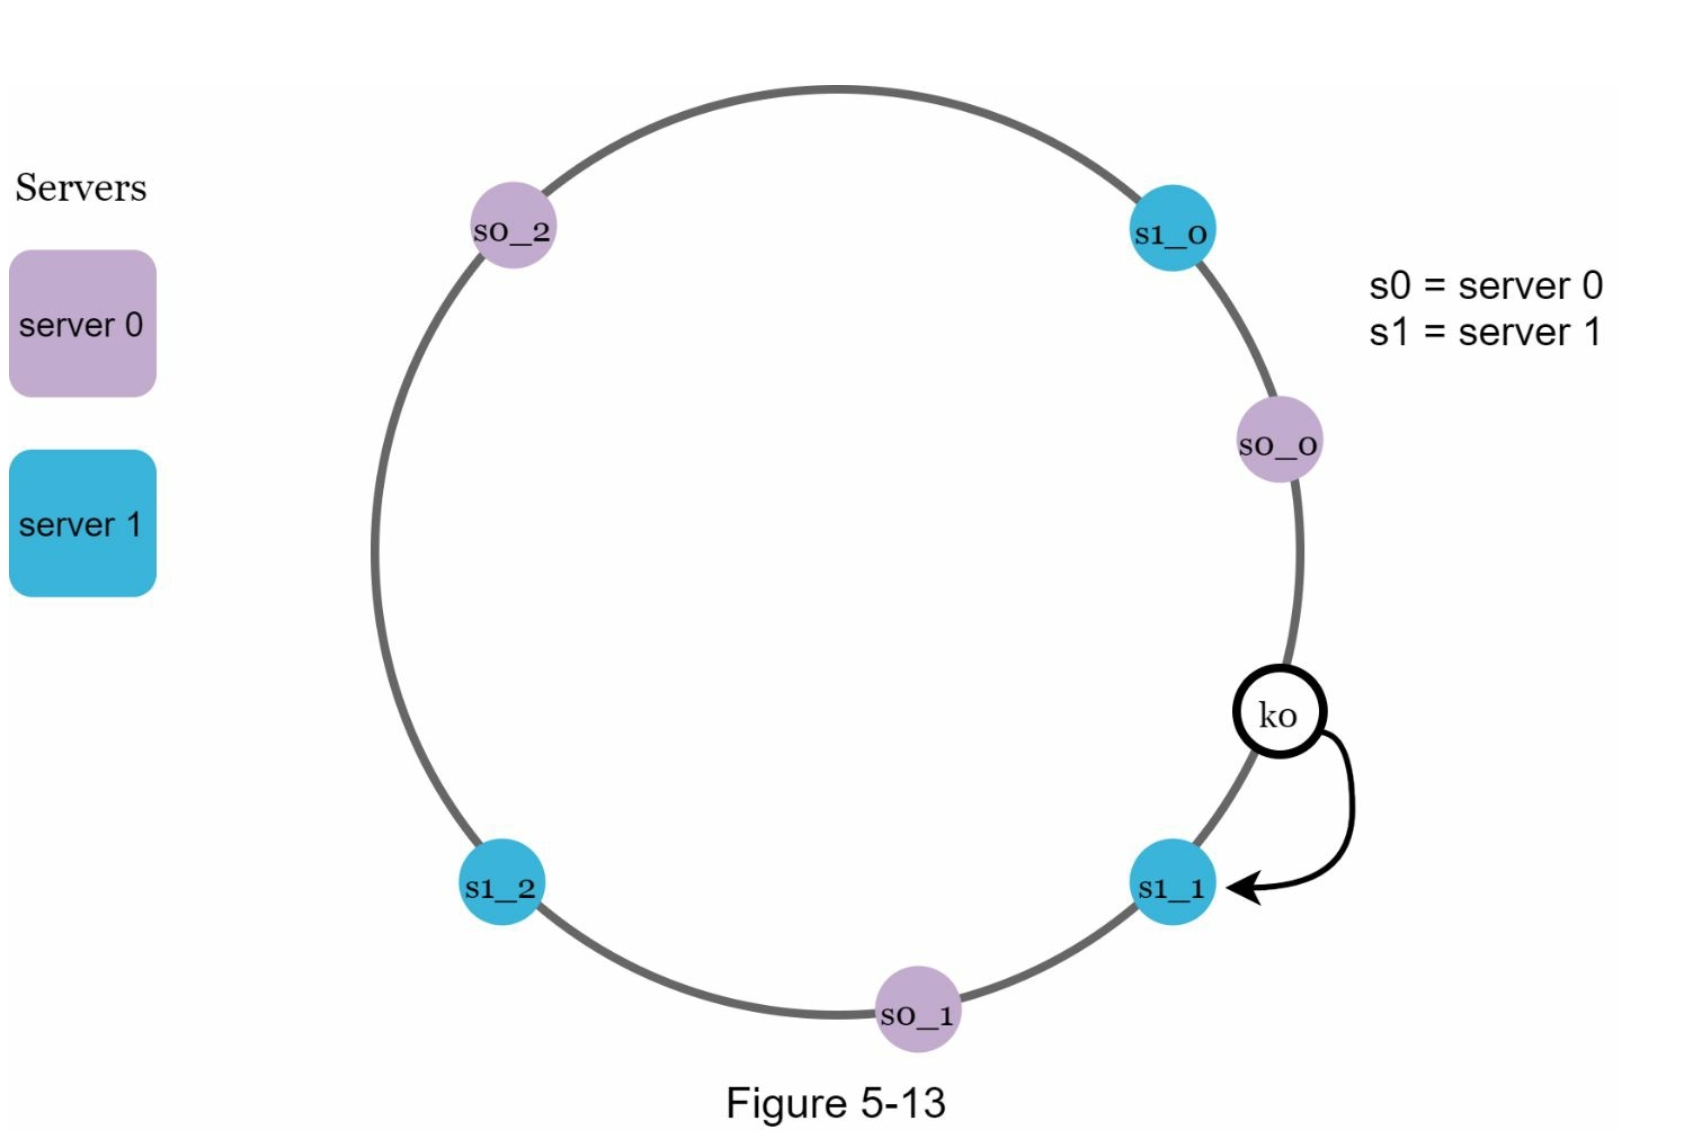 Servers
server 0
server 1
s0_2
s1_0
s0_0
k0
s1_1
s0_1
s1_2
s0 = server 0
s1 = server 1
Figure 5-13